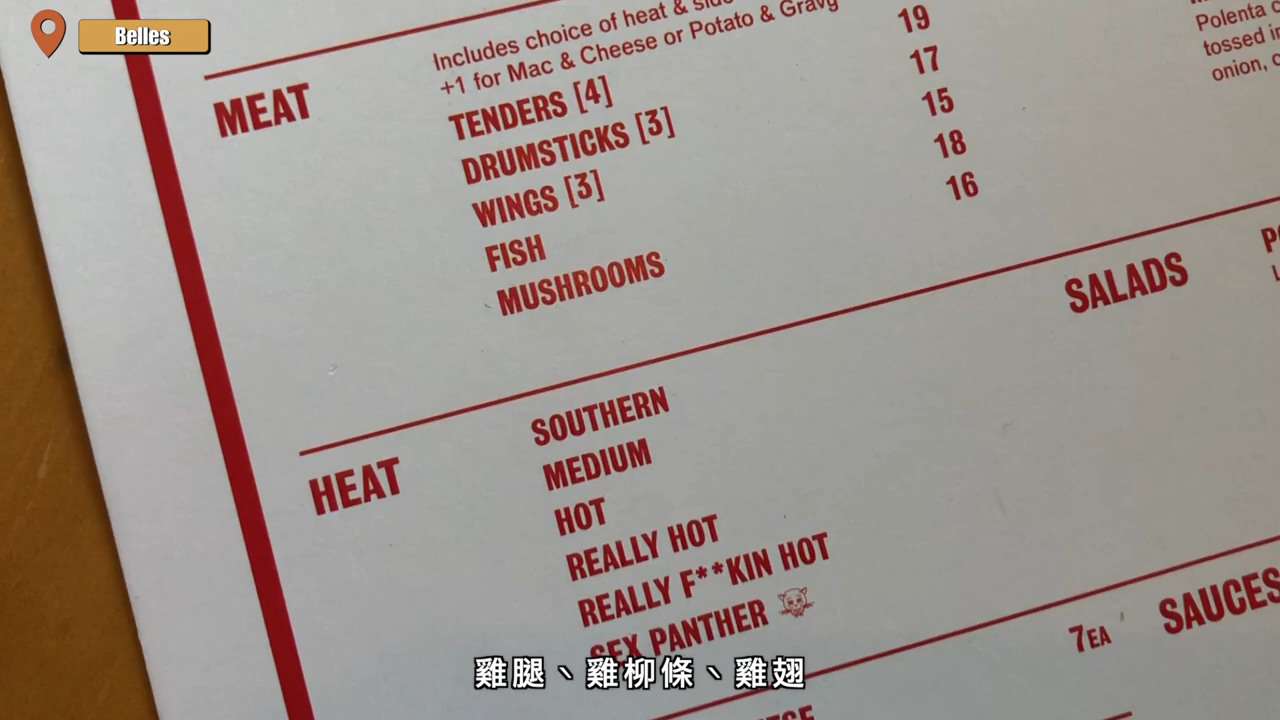 Belles
MEAT
Includes choice of heat & side
+1 for Mac & Cheese or Potato & Gravy
TENDERS [4] 19
DRUMSTICKS [3] 17
WINGS [3] 15
FISH 18
MUSHROOMS 16
Polenta
tossed in
onion,
SALADS
HEAT
SOUTHERN
MEDIUM
HOT
REALLY HOT
REALLY F**KIN HOT
SEX PANTHER
7EA
SAUCES
雞腿、雞柳條、雞翅